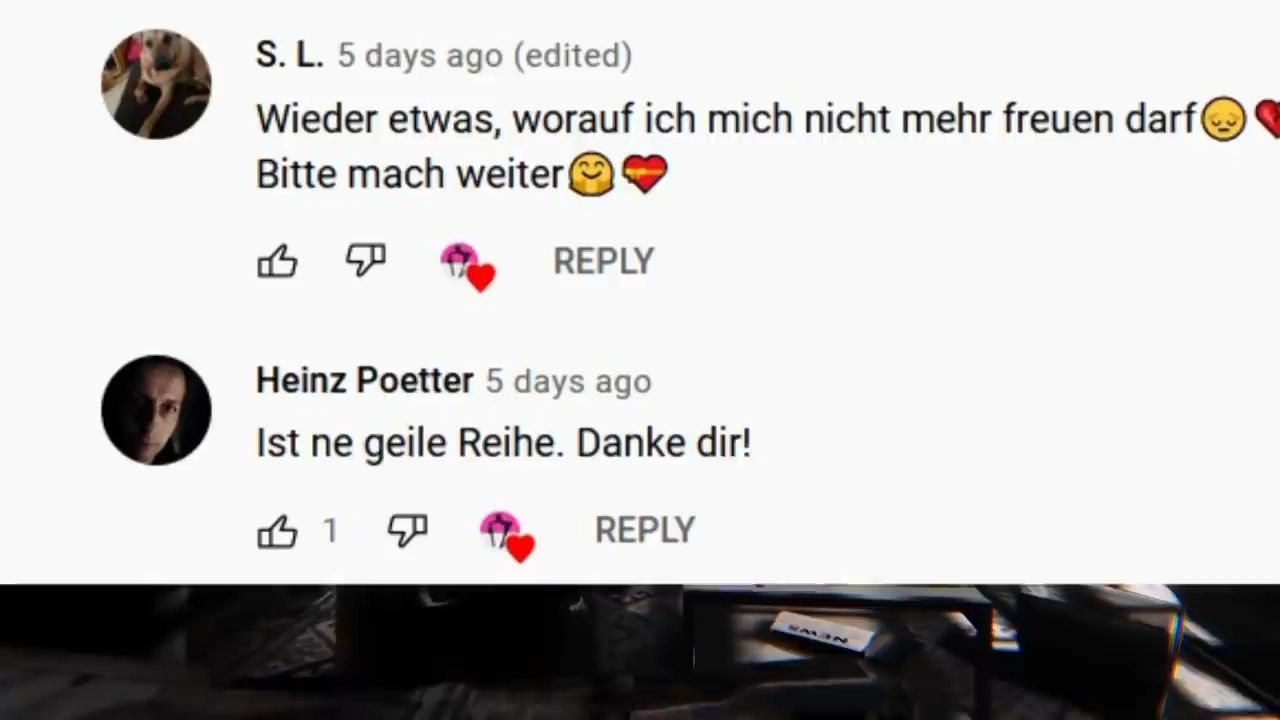 S. L. 5 days ago (edited)
Wieder etwas, worauf ich mich nicht mehr freuen darf😞💔
Bitte mach weiter🤗💝
REPLY
Heinz Poetter 5 days ago
Ist ne geile Reihe. Danke dir!
1 REPLY
NEWS